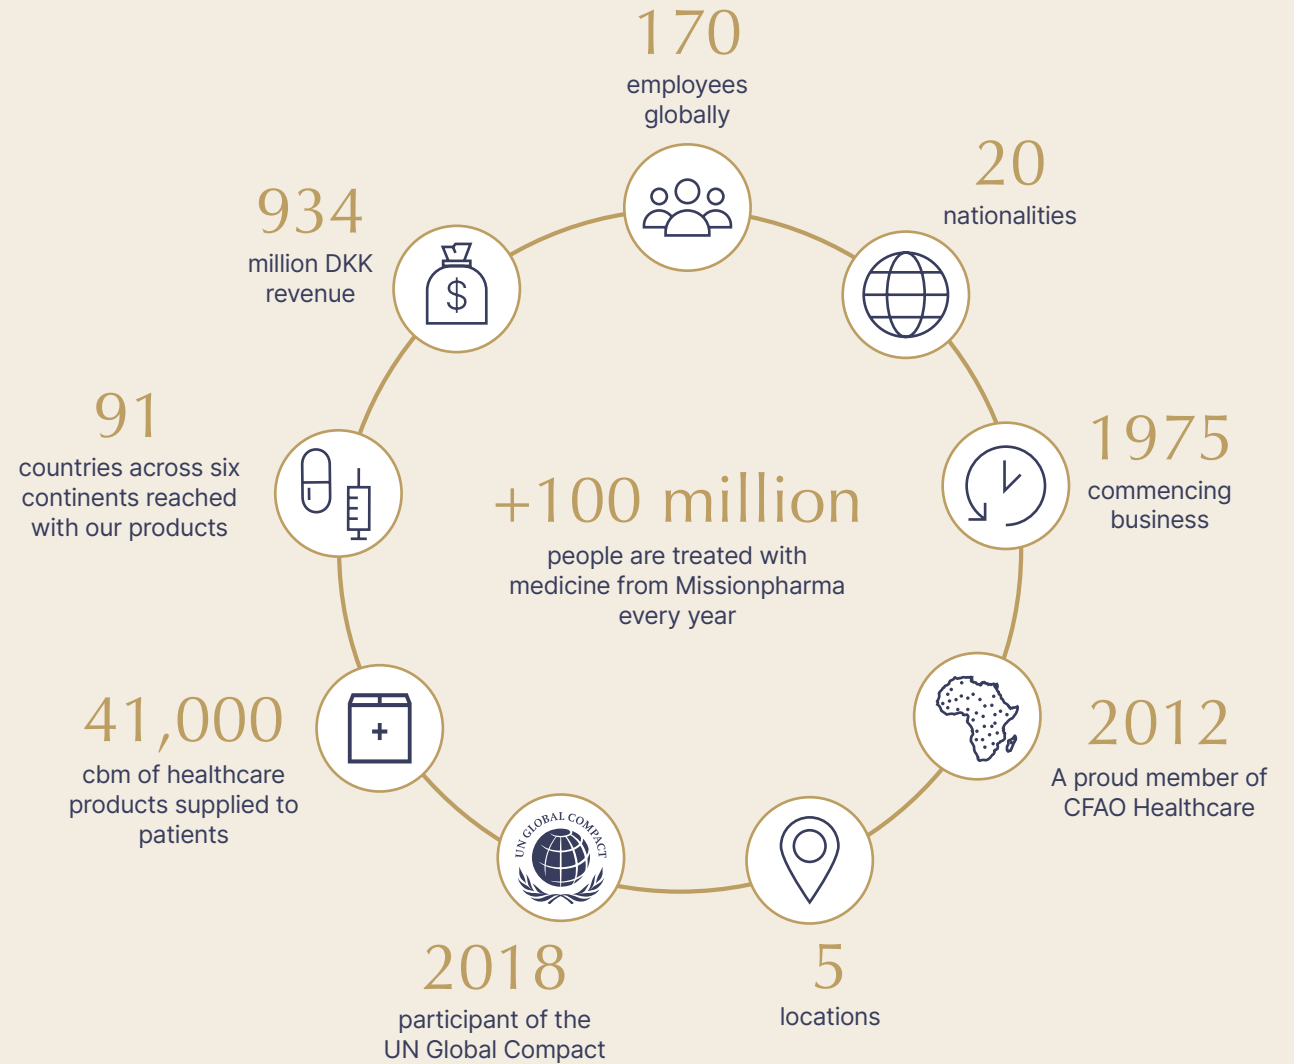 170
employees
globally
20
nationalities
934
million DKK
revenue
$
91
countries across six
continents reached
with our products
1975
commencing
business
+100 million
people are treated with
medicine from Missionpharma
every year
41,000
cbm of healthcare
products supplied to
patients
2012
A proud member of
CFAO Healthcare
UN GLOBAL COMPACT
2018
participant of the
UN Global Compact
5
locations